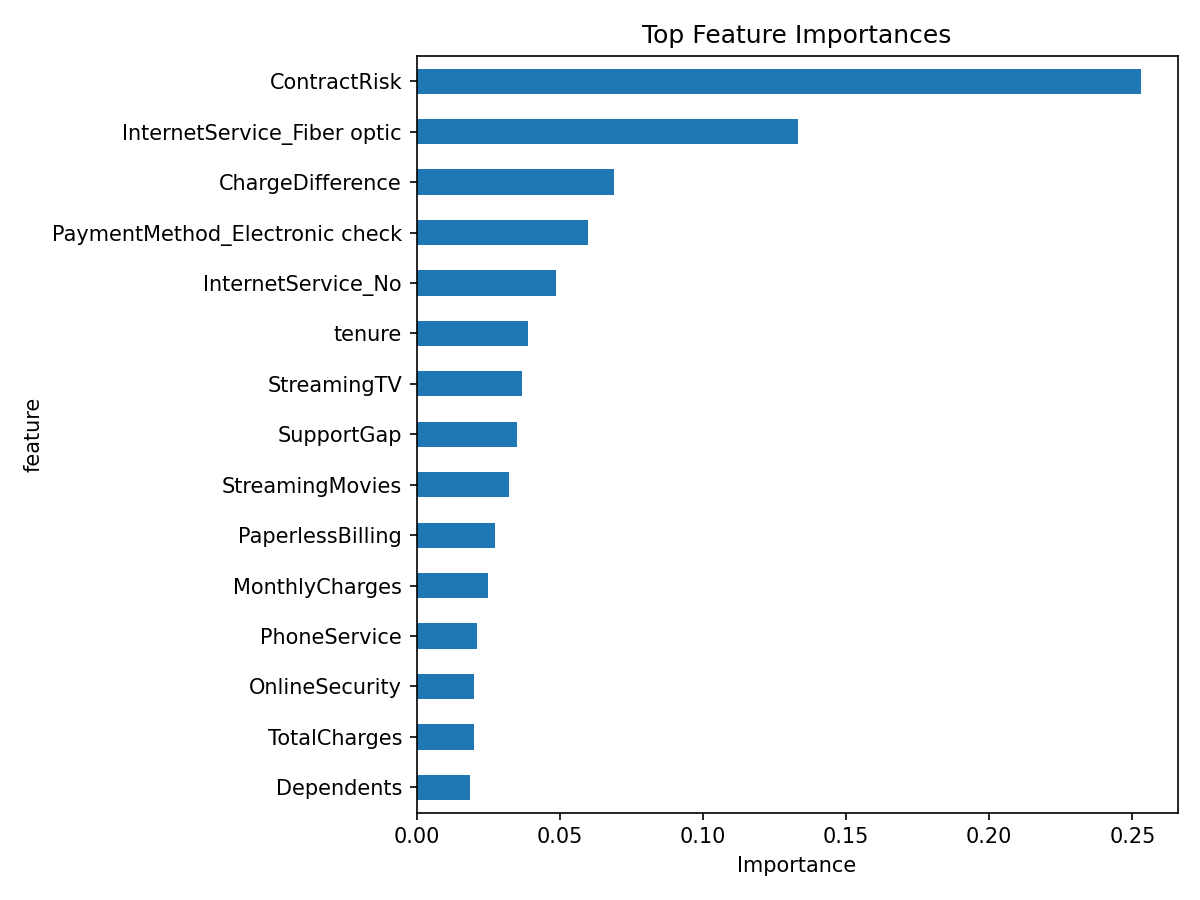 Top Feature Importances
ContractRisk
InternetService_Fiber optic
ChargeDifference
PaymentMethod_Electronic check
InternetService_No
tenure
StreamingTV
SupportGap
StreamingMovies
PaperlessBilling
MonthlyCharges
PhoneService
OnlineSecurity
TotalCharges
Dependents
feature
0.00 0.05 0.10 0.15 0.20 0.25
Importance